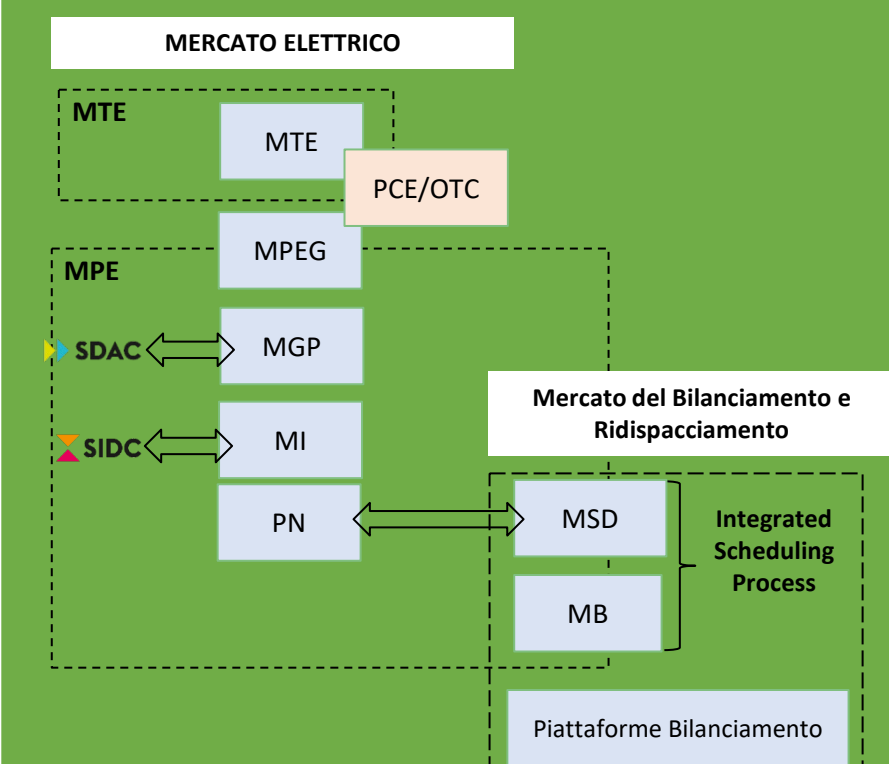 MERCATO ELETTRICO
MTE
MTE
PCE/OTC
MPEG
MPE
SDAC
MGP
Mercato del Bilanciamento e
Ridispacciamento
SIDC
MI
PN
MSD
Integrated
Scheduling
Process
MB
Piattaforme Bilanciamento